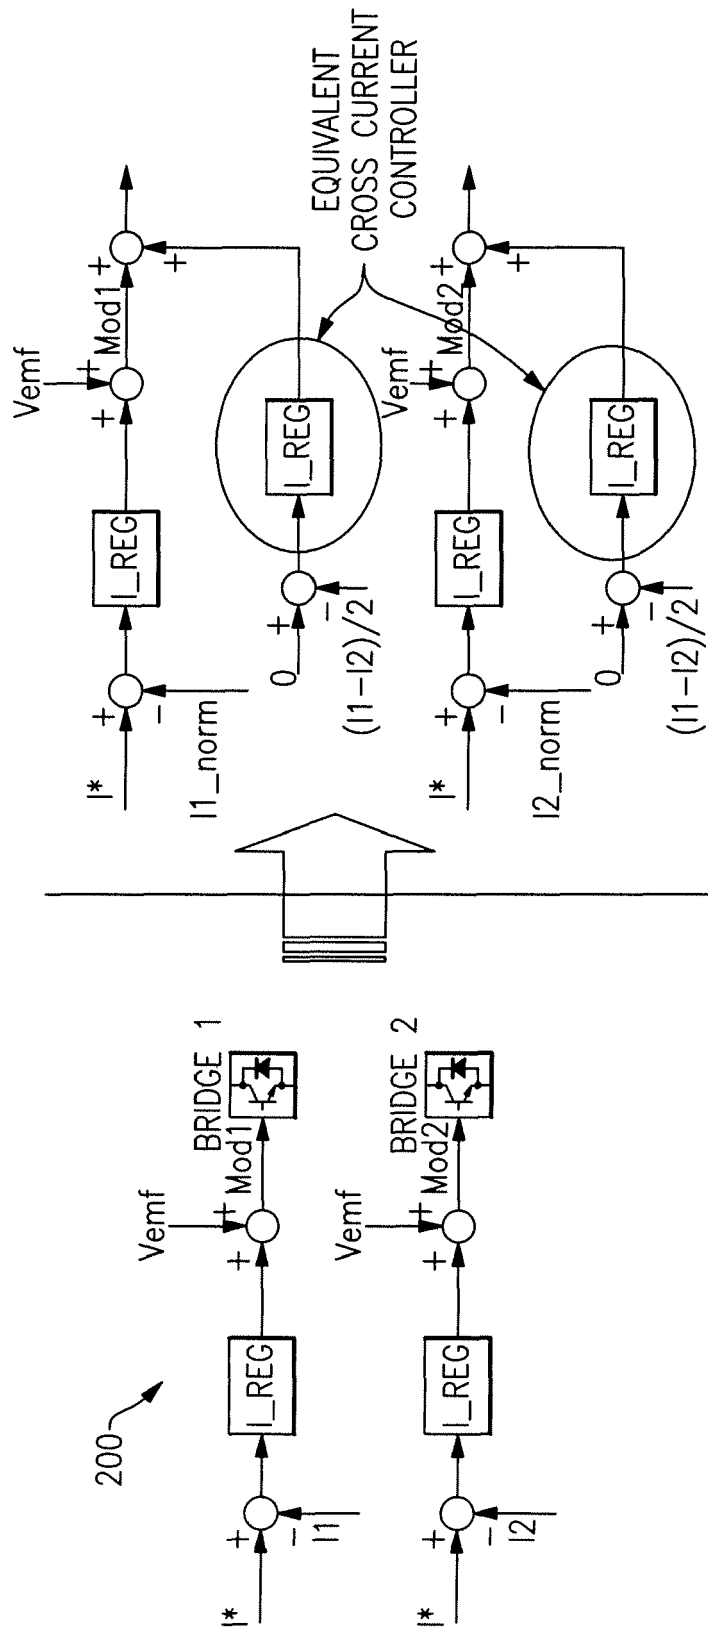 200
I*
+
−
I1
I_REG
+
+
Vemf
Mod1
BRIDGE 1
I*
+
−
I2
I_REG
+
+
Vemf
Mod2
BRIDGE 2
I*
+
−
I1_norm
I_REG
+
+
Vemf
Mod1
+
+
0
+
−
(I1−I2)/2
I_REG
EQUIVALENT
CROSS CURRENT
CONTROLLER
I*
+
−
I2_norm
I_REG
+
+
Vemf
Mod2
+
+
0
+
−
(I1−I2)/2
I_REG